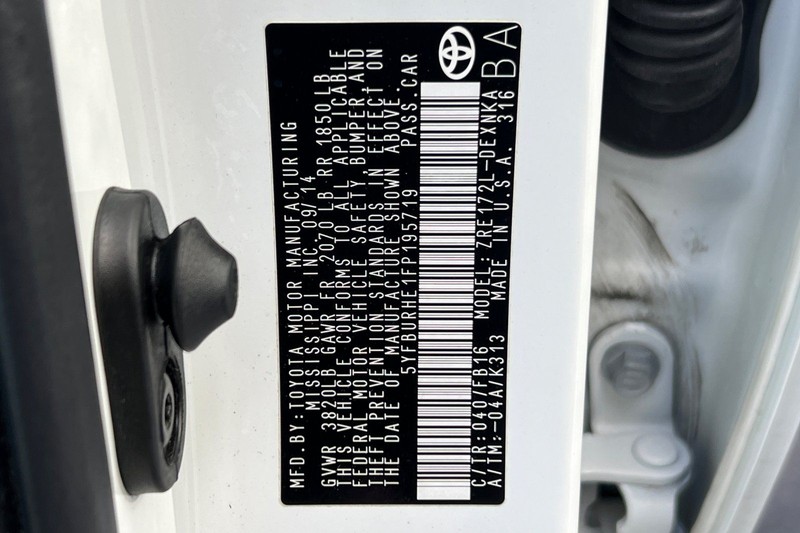 MFD. BY: TOYOTA MOTOR MANUFACTURING
MISSISSIPPI INC. 09/14
GVWR 3820LB GAWR FR 2070 LB RR 1850 LB
THIS VEHICLE CONFORMS TO ALL APPLICABLE
FEDERAL MOTOR VEHICLE SAFETY, BUMPER AND
THEFT PREVENTION STANDARDS IN EFFECT ON
THE DATE OF MANUFACTURE SHOWN ABOVE.
5YFBURHE1FP195719 PASS. CAR
C/TR: 040/FB16 MODEL: ZRE172L-DEXNKA
A/TM: -04A/K313 MADE IN U.S.A. 316
BA